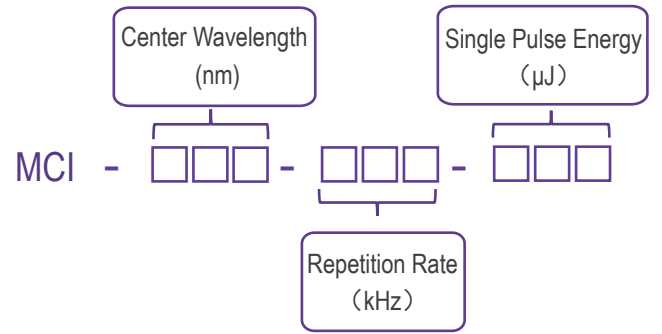 Center Wavelength
(nm)
Single Pulse Energy
（μJ）
MCI - □□□ - □□□ - □□□
Repetition Rate
（kHz）